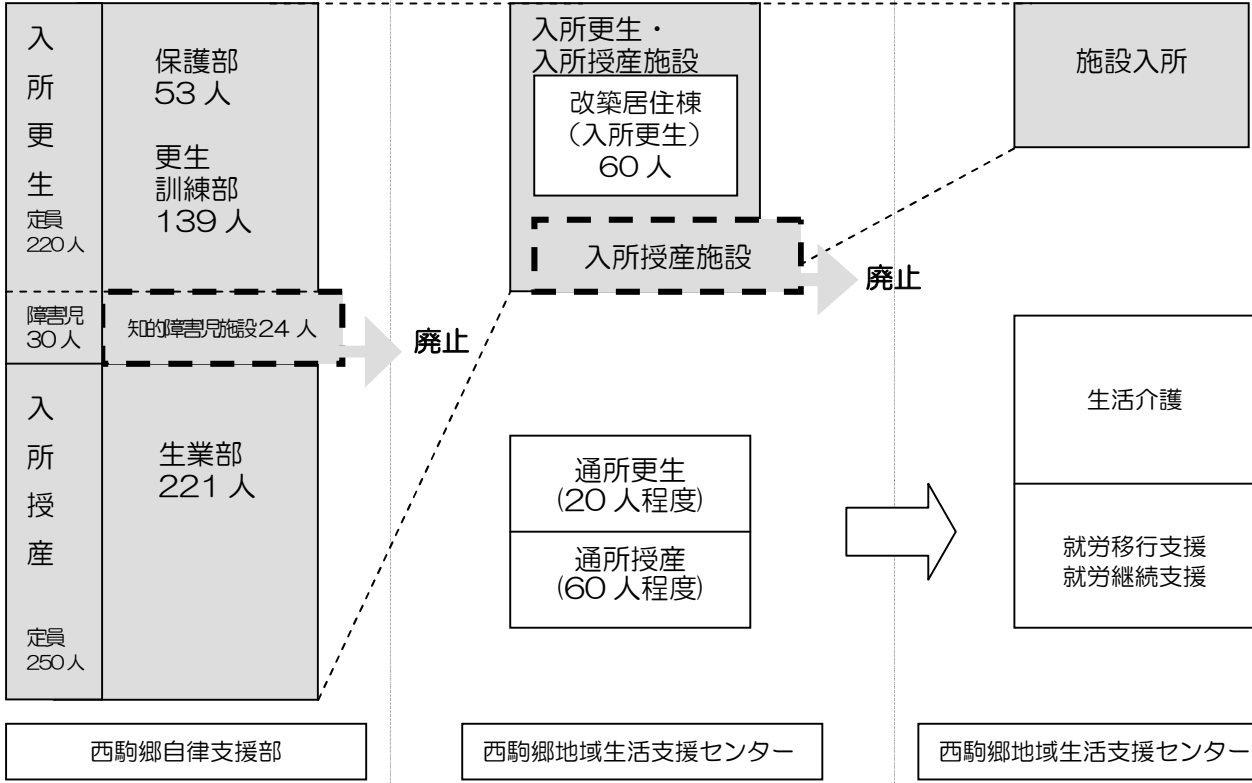 入所更生
定員
220人
保護部
53人
更生
訓練部
139人
障害児
30人
知的障害児施設24人
廃止
入所授産
定員
250人
生業部
221人
西駒郷自律支援部
入所更生・
入所授産施設
改築居住棟
（入所更生）
60人
入所授産施設
廃止
通所更生
(20人程度)
通所授産
(60人程度)
西駒郷地域生活支援センター
施設入所
生活介護
就労移行支援
就労継続支援
西駒郷地域生活支援センター